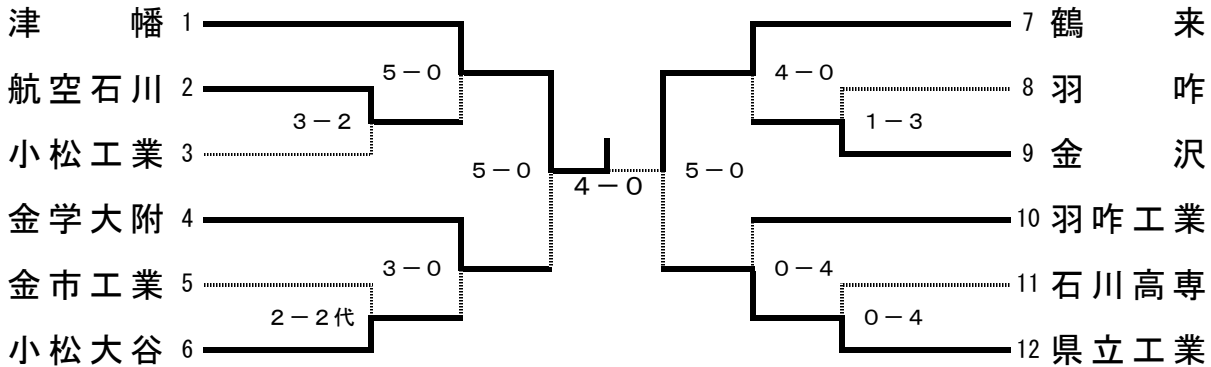 津幡 1
7 鶴来
5－0
4－0
航空石川 2
8 羽咋
3－2
1－3
小松工業 3
9 金沢
5－0
4－0
5－0
金学大附 4
10 羽咋工業
3－0
0－4
金市工業 5
11 石川高専
2－2代
0－4
小松大谷 6
12 県立工業